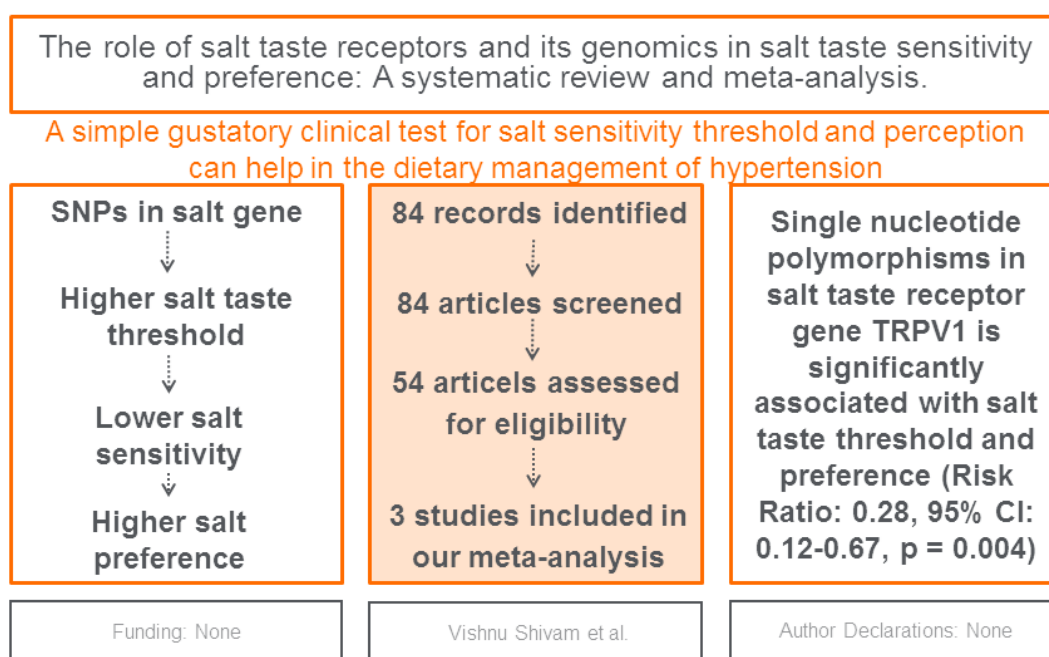 The role of salt taste receptors and its genomics in salt taste sensitivity
and preference: A systematic review and meta-analysis.
A simple gustatory clinical test for salt sensitivity threshold and perception
can help in the dietary management of hypertension
SNPs in salt gene
Higher salt taste
threshold
Lower salt
sensitivity
Higher salt
preference
84 records identified
84 articles screened
54 articels assessed
for eligibility
3 studies included in
our meta-analysis
Single nucleotide
polymorphisms in
salt taste receptor
gene TRPV1 is
significantly
associated with salt
taste threshold and
preference (Risk
Ratio: 0.28, 95% CI:
0.12-0.67, p = 0.004)
Funding: None
Vishnu Shivam et al.
Author Declarations: None